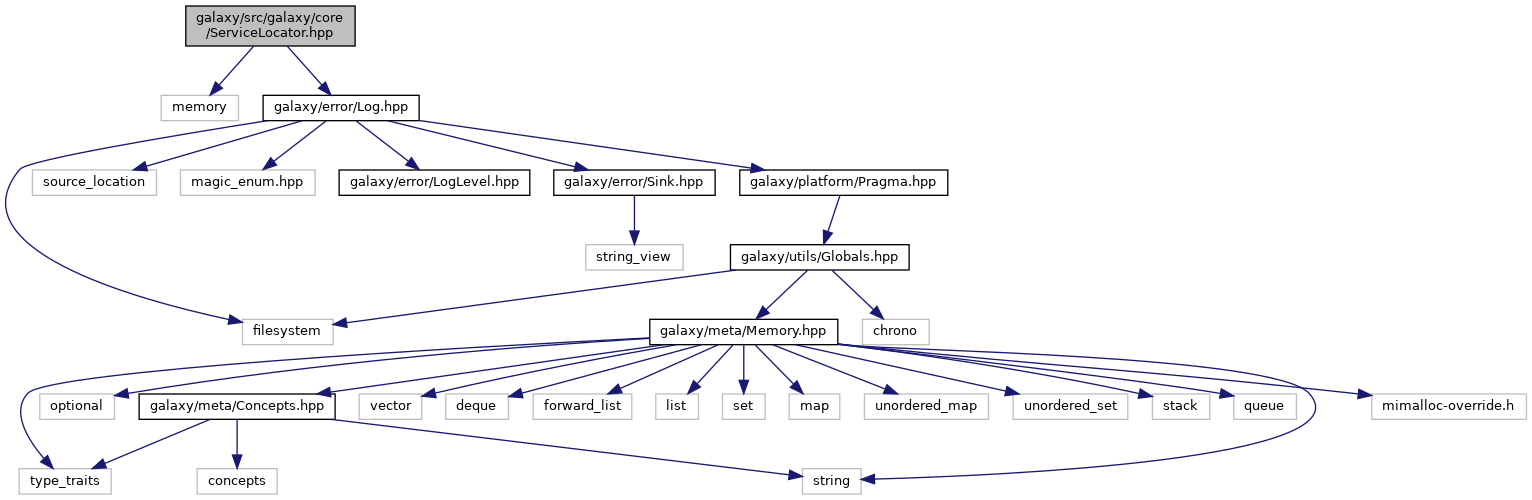 galaxy/src/galaxy/core
/ServiceLocator.hpp
memory
galaxy/error/Log.hpp
source_location
magic_enum.hpp
galaxy/error/LogLevel.hpp
galaxy/error/Sink.hpp
galaxy/platform/Pragma.hpp
string_view
galaxy/utils/Globals.hpp
filesystem
galaxy/meta/Memory.hpp
chrono
optional
galaxy/meta/Concepts.hpp
vector
deque
forward_list
list
set
map
unordered_map
unordered_set
stack
queue
mimalloc-override.h
type_traits
concepts
string